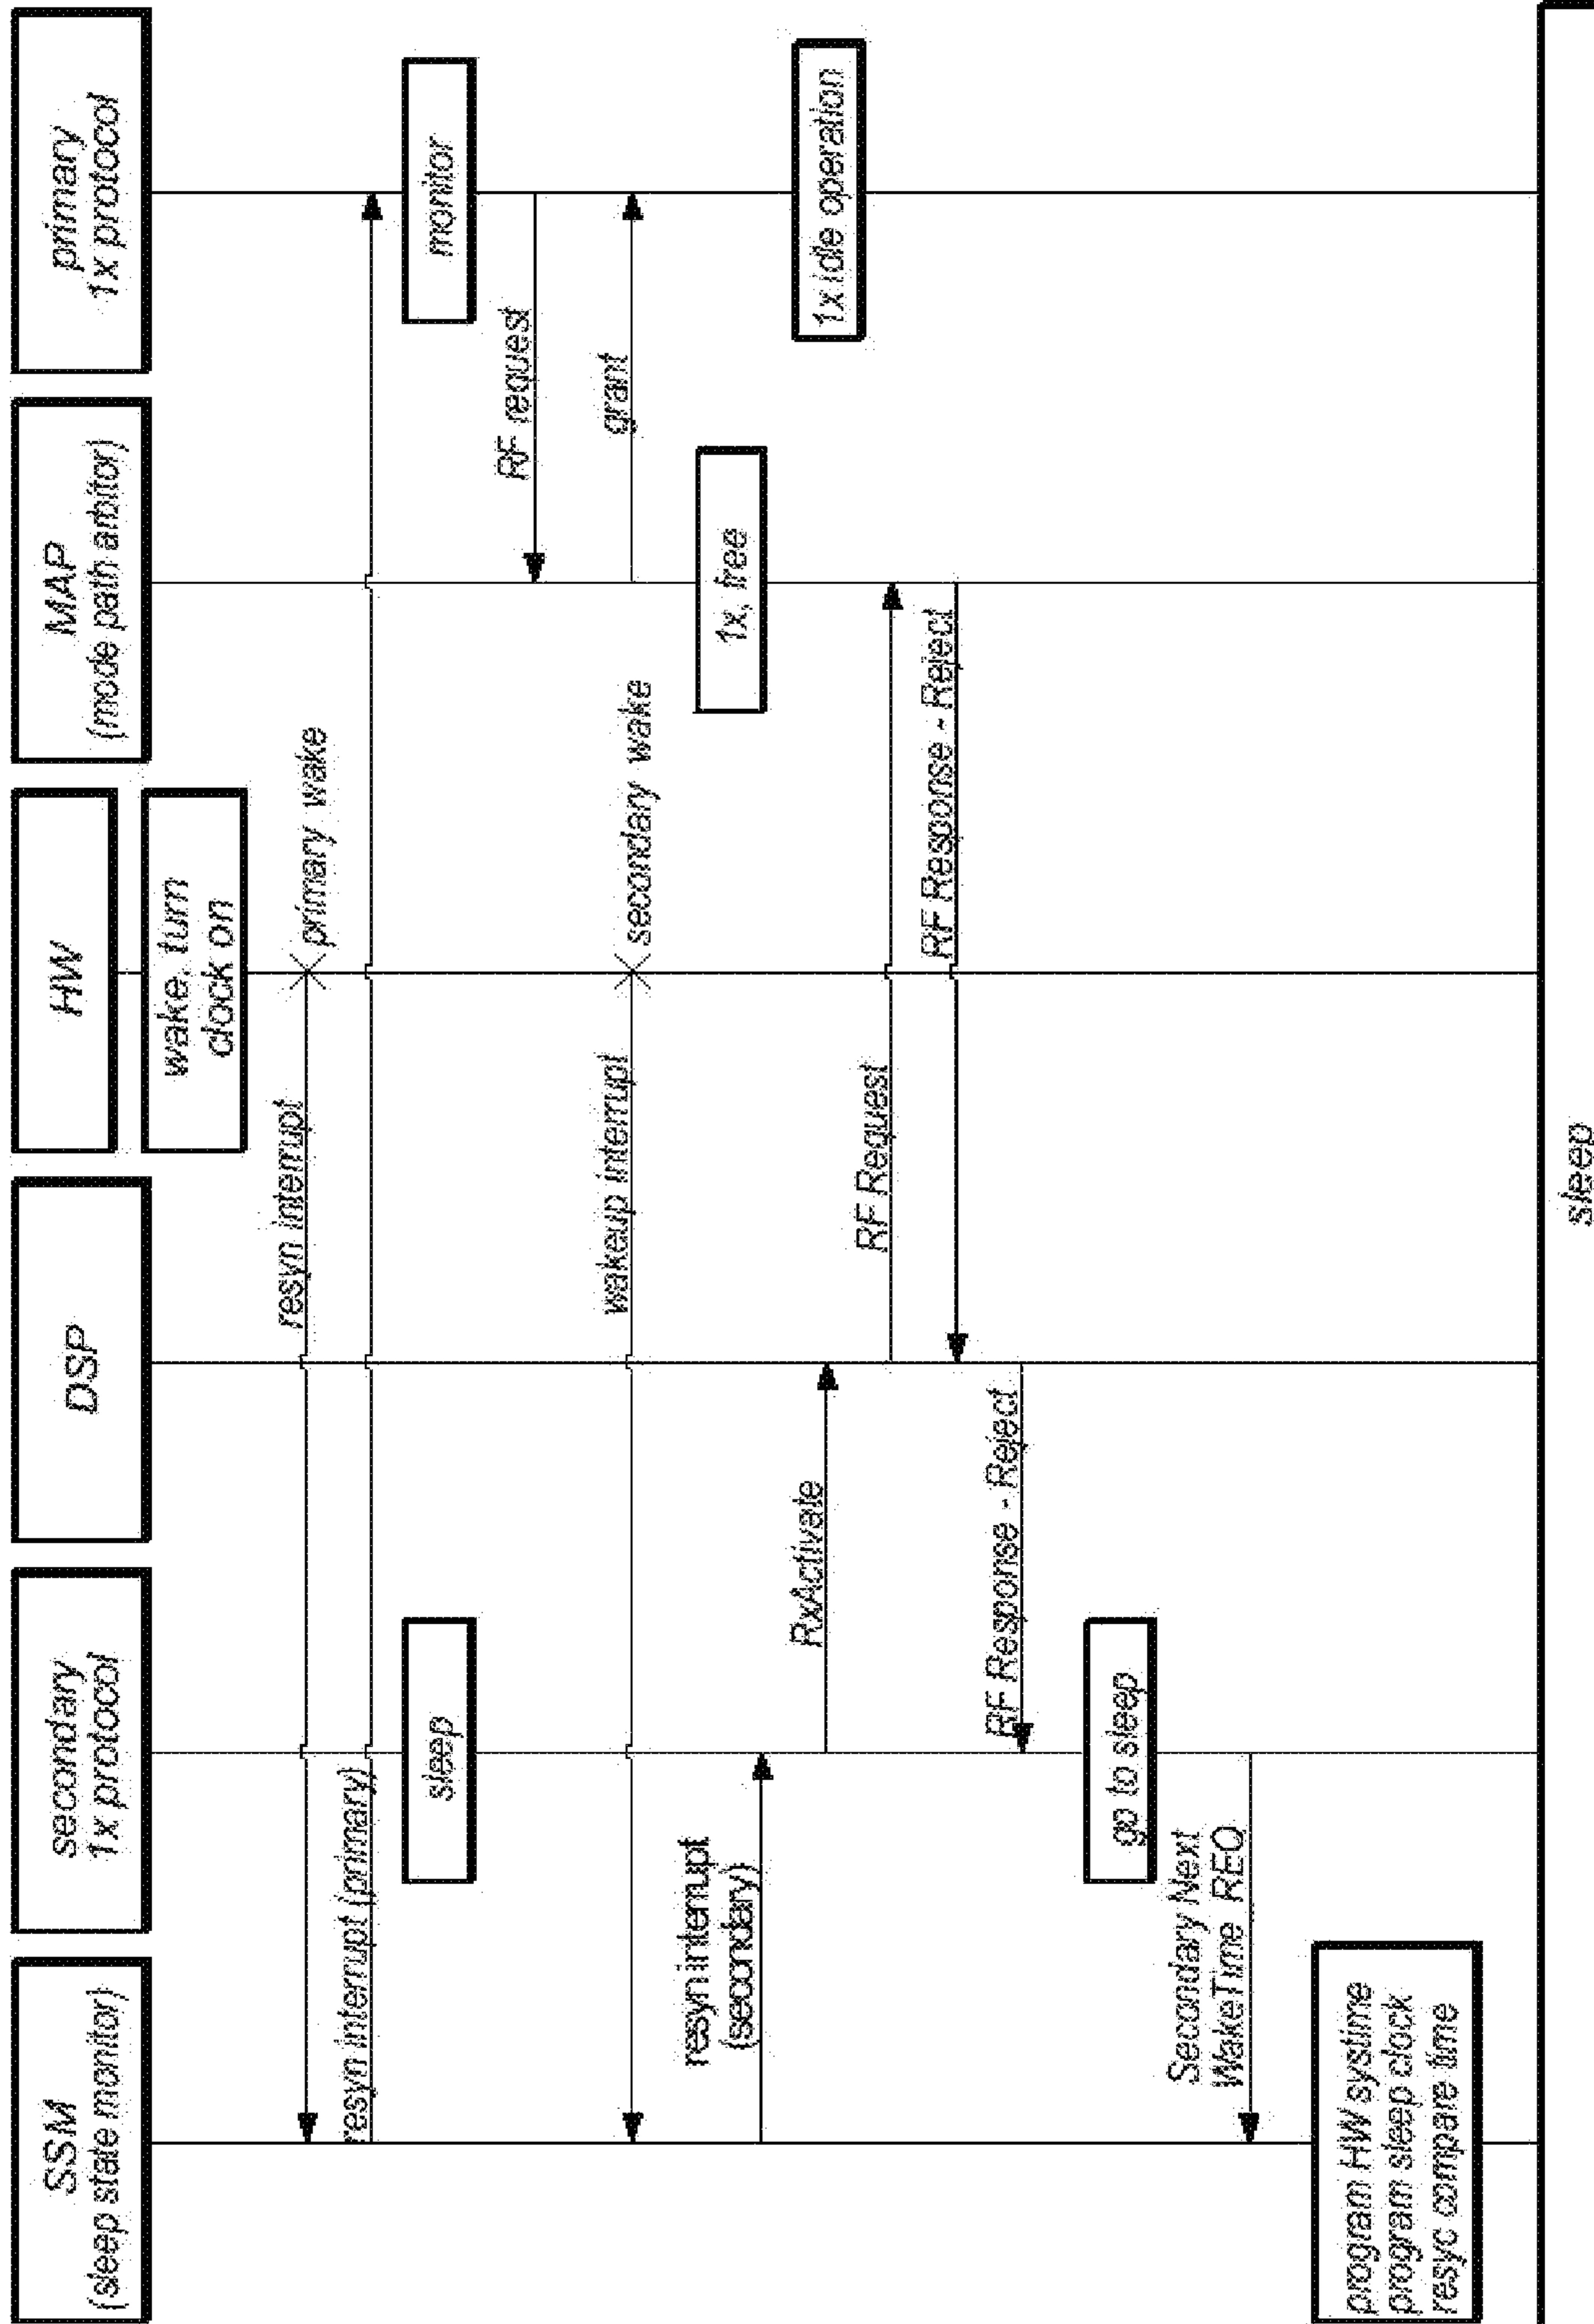 SSM
(sleep state monitor)
secondary
1x protocol
DSP
HW
MAP
(mode path arbitor)
primary
1x protocol
wake, turn
clock on
resyn interrupt
primary wake
resyn interrupt (primary)
sleep
monitor
RF request
wakeup interrupt
secondary wake
grant
resyn interrupt
(secondary)
1x, free
RxActivate
1x idle operation
RF Request
RF Response - Reject
RF Response - Reject
go to sleep
Secondary Next
WakeTime REQ
program HW systime
program sleep clock
resyc compare time
sleep